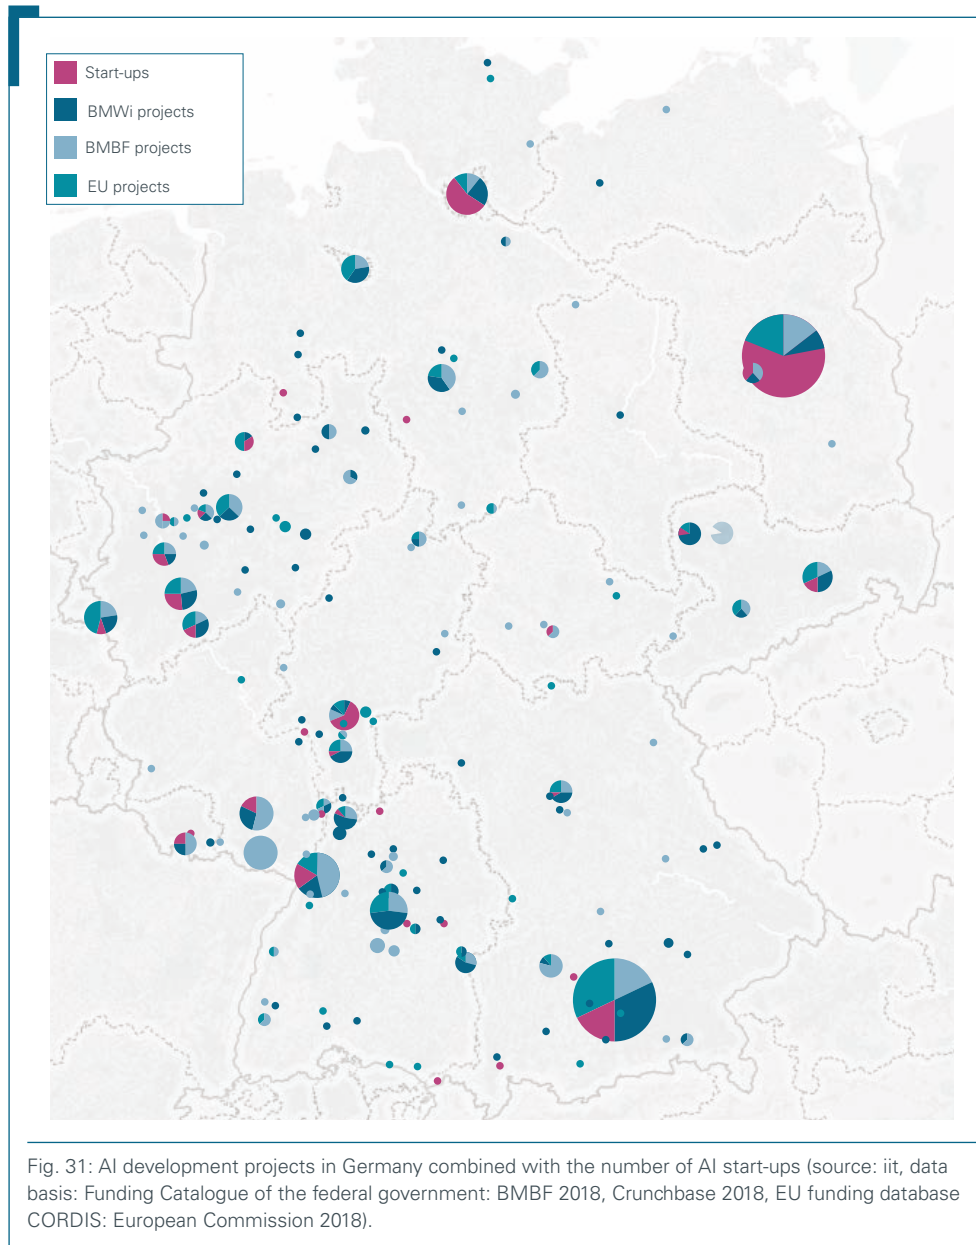 Start-ups
BMWi projects
BMBF projects
EU projects
Fig. 31: AI development projects in Germany combined with the number of AI start-ups (source: iit, data
basis: Funding Catalogue of the federal government: BMBF 2018, Crunchbase 2018, EU funding database
CORDIS: European Commission 2018).